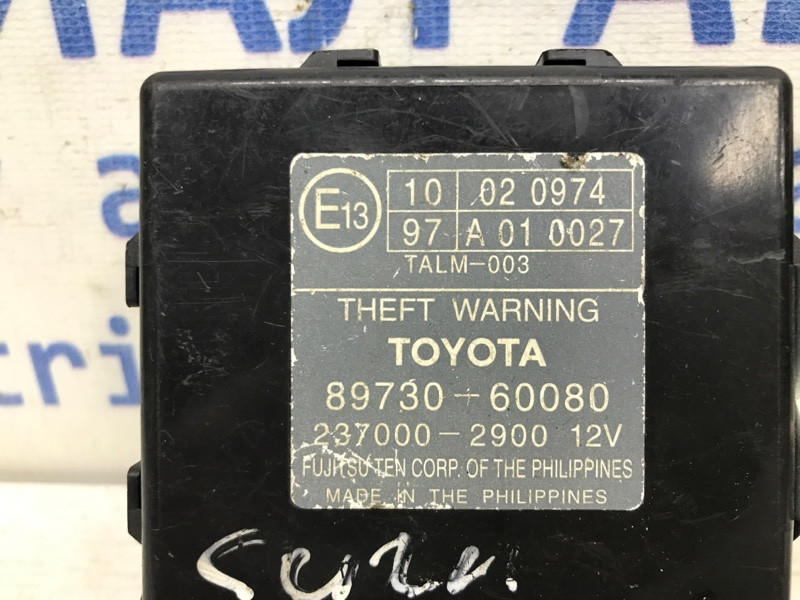 E13
10 02 0974
97 A 01 0027
TALM-003
THEFT WARNING
TOYOTA
89730-60080
237000-2900 12V
FUJITSU TEN CORP. OF THE PHILIPPINES
MADE IN THE PHILIPPINES